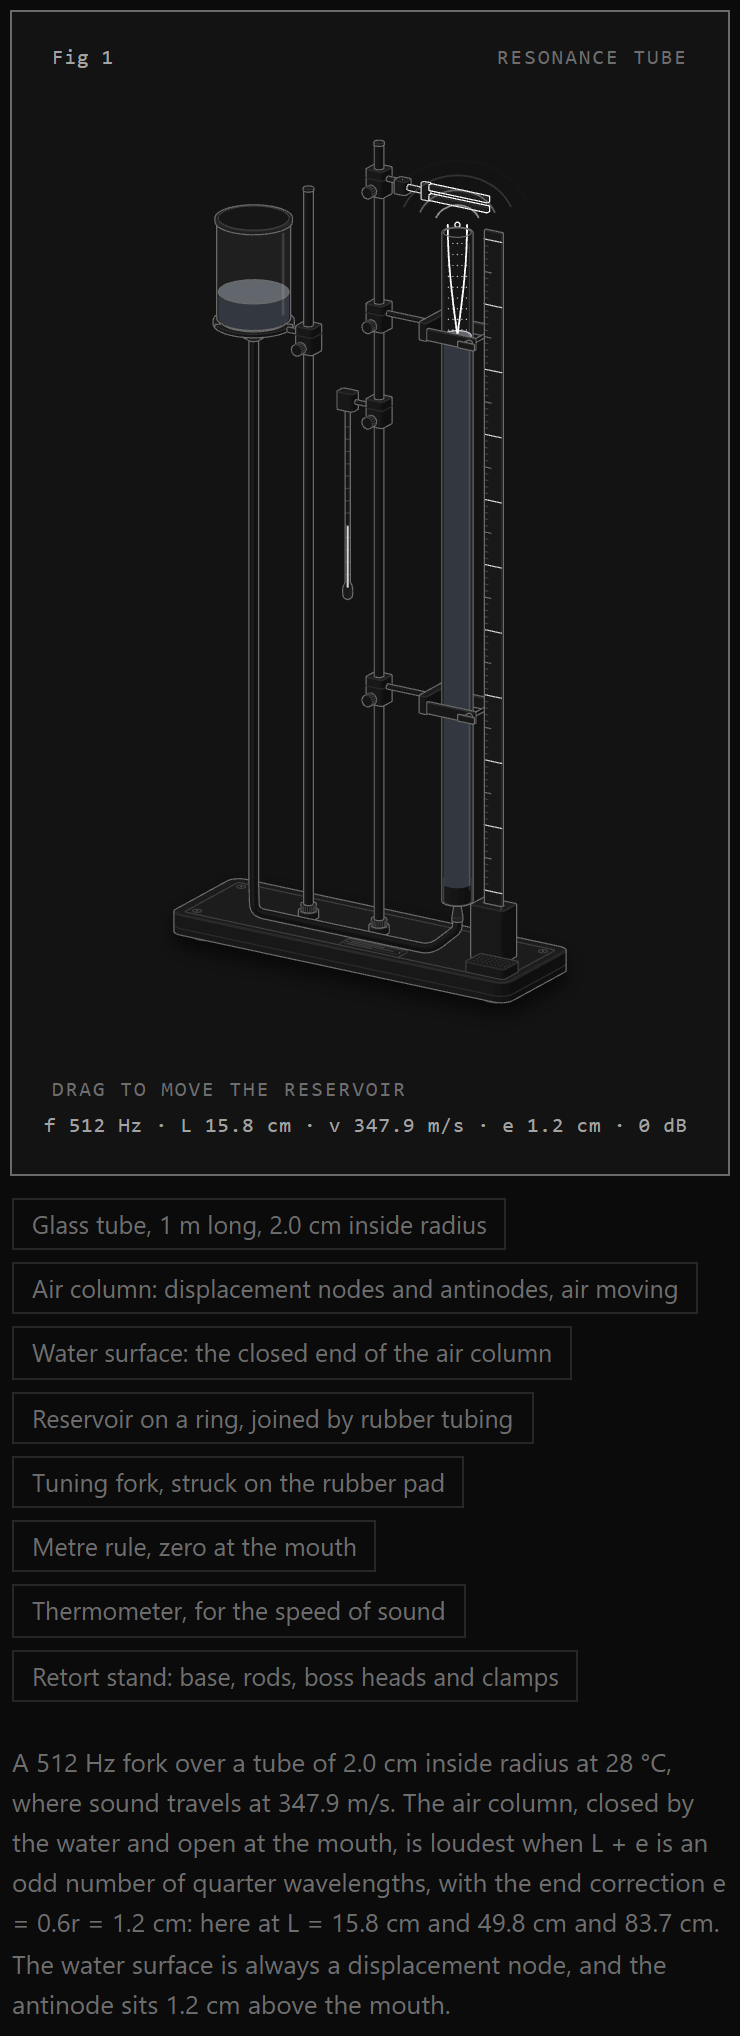 Fig 1
RESONANCE TUBE
DRAG TO MOVE THE RESERVOIR
f 512 Hz · L 15.8 cm · v 347.9 m/s · e 1.2 cm · 0 dB
Glass tube, 1 m long, 2.0 cm inside radius
Air column: displacement nodes and antinodes, air moving
Water surface: the closed end of the air column
Reservoir on a ring, joined by rubber tubing
Tuning fork, struck on the rubber pad
Metre rule, zero at the mouth
Thermometer, for the speed of sound
Retort stand: base, rods, boss heads and clamps
A 512 Hz fork over a tube of 2.0 cm inside radius at 28 °C,
where sound travels at 347.9 m/s. The air column, closed by
the water and open at the mouth, is loudest when L + e is an
odd number of quarter wavelengths, with the end correction e
= 0.6r = 1.2 cm: here at L = 15.8 cm and 49.8 cm and 83.7 cm.
The water surface is always a displacement node, and the
antinode sits 1.2 cm above the mouth.